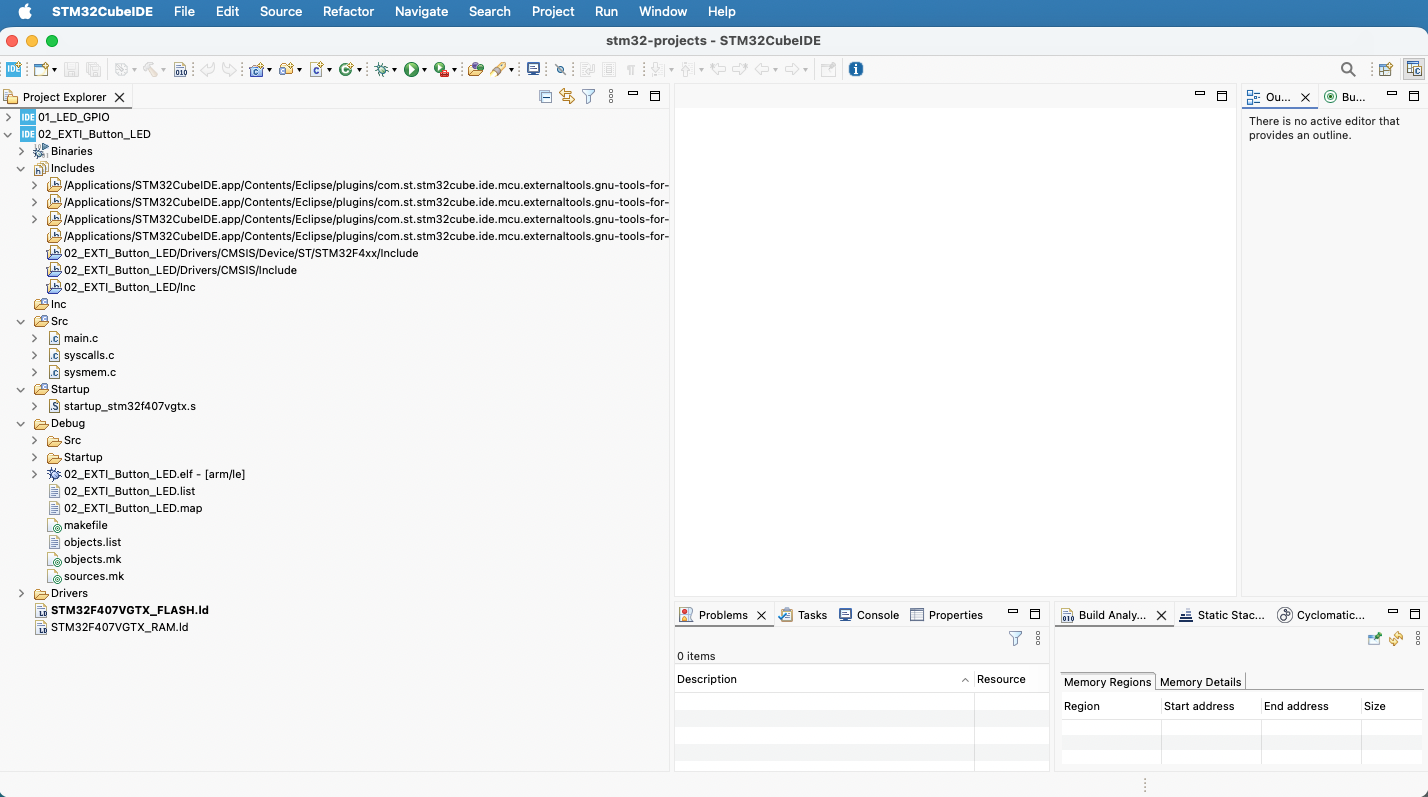 STM32CubeIDE File Edit Source Refactor Navigate Search Project Run Window Help
stm32-projects - STM32CubeIDE
IDE
010
Project Explorer
IDE 01_LED_GPIO
IDE 02_EXTI_Button_LED
Binaries
Includes
/Applications/STM32CubeIDE.app/Contents/Eclipse/plugins/com.st.stm32cube.ide.mcu.externaltools.gnu-tools-for-
/Applications/STM32CubeIDE.app/Contents/Eclipse/plugins/com.st.stm32cube.ide.mcu.externaltools.gnu-tools-for-
/Applications/STM32CubeIDE.app/Contents/Eclipse/plugins/com.st.stm32cube.ide.mcu.externaltools.gnu-tools-for-
/Applications/STM32CubeIDE.app/Contents/Eclipse/plugins/com.st.stm32cube.ide.mcu.externaltools.gnu-tools-for-
02_EXTI_Button_LED/Drivers/CMSIS/Device/ST/STM32F4xx/Include
02_EXTI_Button_LED/Drivers/CMSIS/Include
02_EXTI_Button_LED/Inc
Inc
Src
main.c
syscalls.c
sysmem.c
Startup
startup_stm32f407vgtx.s
Debug
Src
Startup
02_EXTI_Button_LED.elf - [arm/le]
02_EXTI_Button_LED.list
02_EXTI_Button_LED.map
makefile
objects.list
objects.mk
sources.mk
Drivers
STM32F407VGTX_FLASH.ld
STM32F407VGTX_RAM.ld
Ou... Bu...
There is no active editor that
provides an outline.
Problems Tasks Console Properties
0 items
Description Resource
Build Analy... Static Stac... Cyclomatic...
Memory Regions Memory Details
Region Start address End address Size